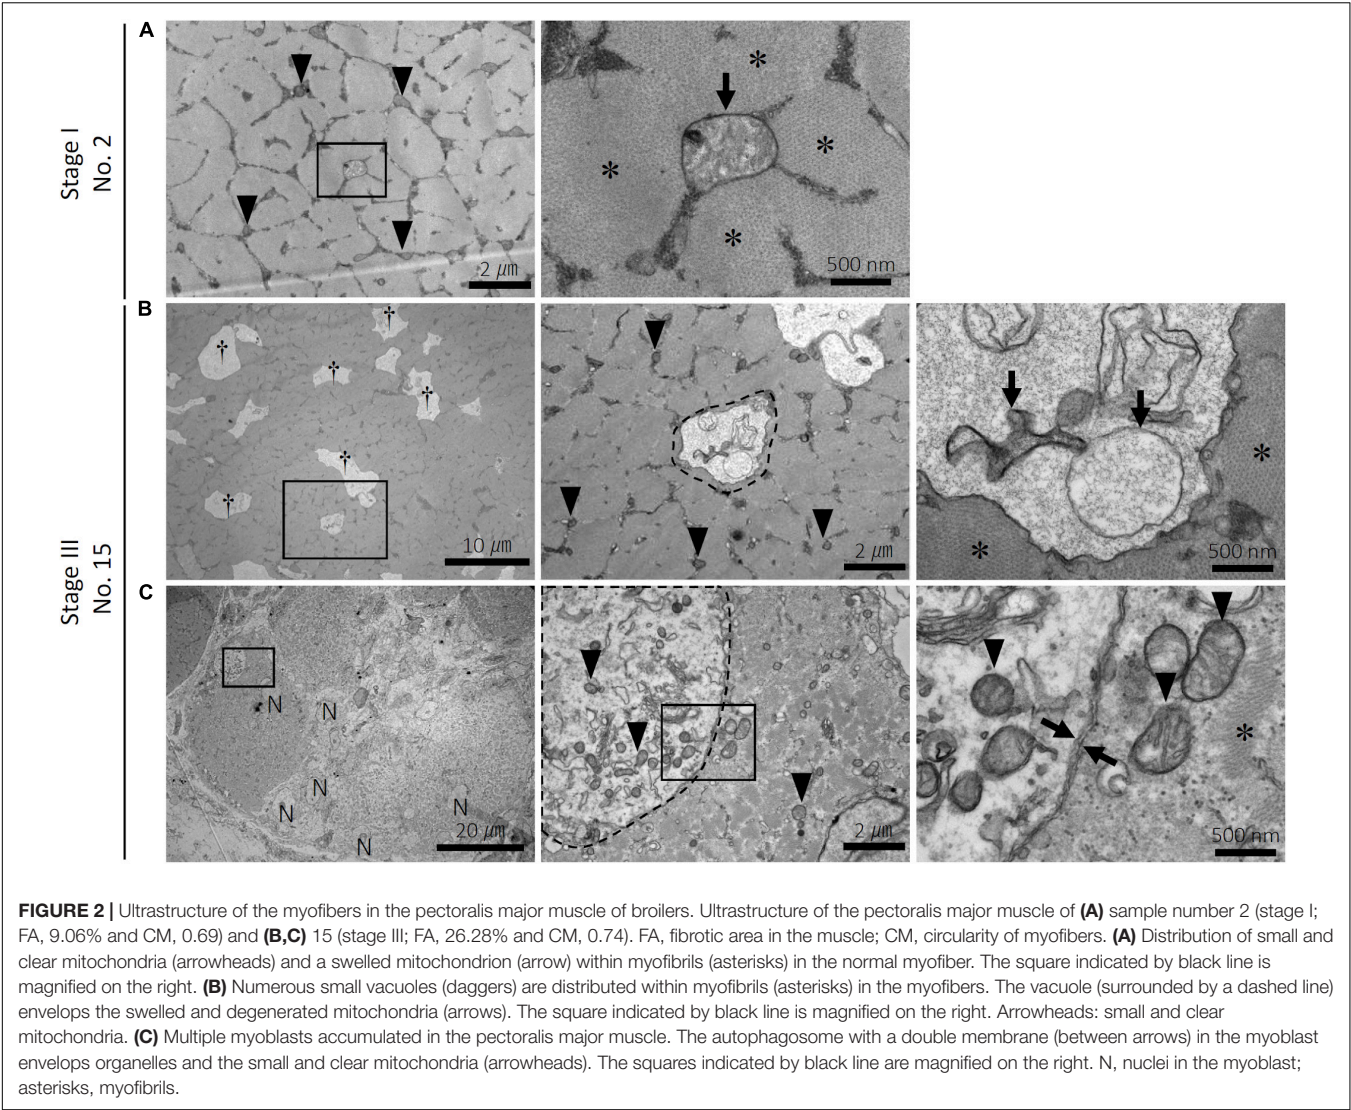 A
Stage I
No. 2
* * * *
2 μm
500 nm
B
Stage III
No. 15
† † † † † †
10 μm
2 μm
* *
500 nm
C
N N N N N N
20 μm
2 μm
*
500 nm
FIGURE 2 | Ultrastructure of the myofibers in the pectoralis major muscle of broilers. Ultrastructure of the pectoralis major muscle of (A) sample number 2 (stage I;
FA, 9.06% and CM, 0.69) and (B,C) 15 (stage III; FA, 26.28% and CM, 0.74). FA, fibrotic area in the muscle; CM, circularity of myofibers. (A) Distribution of small and
clear mitochondria (arrowheads) and a swelled mitochondrion (arrow) within myofibrils (asterisks) in the normal myofiber. The square indicated by black line is
magnified on the right. (B) Numerous small vacuoles (daggers) are distributed within myofibrils (asterisks) in the myofibers. The vacuole (surrounded by a dashed line)
envelops the swelled and degenerated mitochondria (arrows). The square indicated by black line is magnified on the right. Arrowheads: small and clear
mitochondria. (C) Multiple myoblasts accumulated in the pectoralis major muscle. The autophagosome with a double membrane (between arrows) in the myoblast
envelops organelles and the small and clear mitochondria (arrowheads). The squares indicated by black line are magnified on the right. N, nuclei in the myoblast;
asterisks, myofibrils.